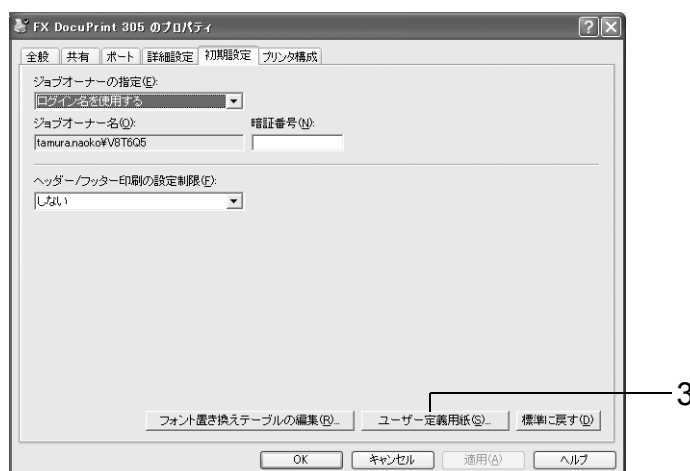 FX DocuPrint 305 のプロパティ
全般 共有 ポート 詳細設定 初期設定 プリンタ構成
ジョブオーナーの指定(E):
ログイン名を使用する
ジョブオーナー名(O): 暗証番号(N):
tamura.naoko¥V8T6Q5
ヘッダー/フッター印刷の設定制限(F):
しない
3
フォント置き換えテーブルの編集(R)... ユーザー定義用紙(S)... 標準に戻す(D)
OK キャンセル 適用(A) ヘルプ